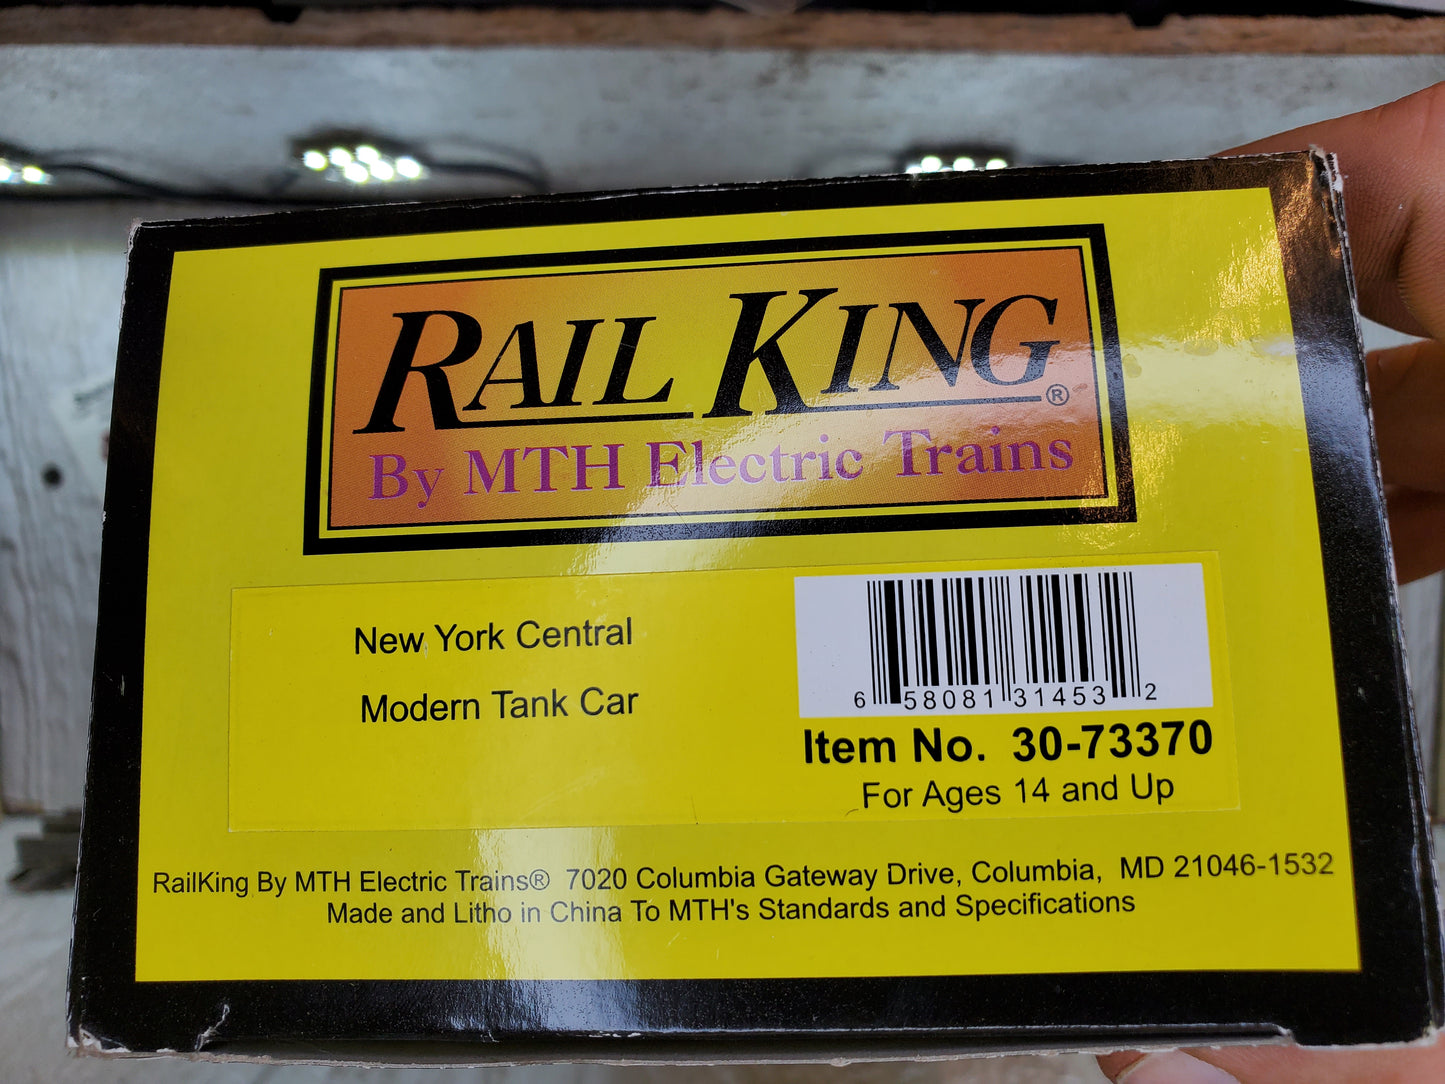 RAIL KING®
By MTH Electric Trains
New York Central
Modern Tank Car
6 58081 31453 2
Item No. 30-73370
For Ages 14 and Up
RailKing By MTH Electric Trains® 7020 Columbia Gateway Drive, Columbia, MD 21046-1532
Made and Litho in China To MTH's Standards and Specifications